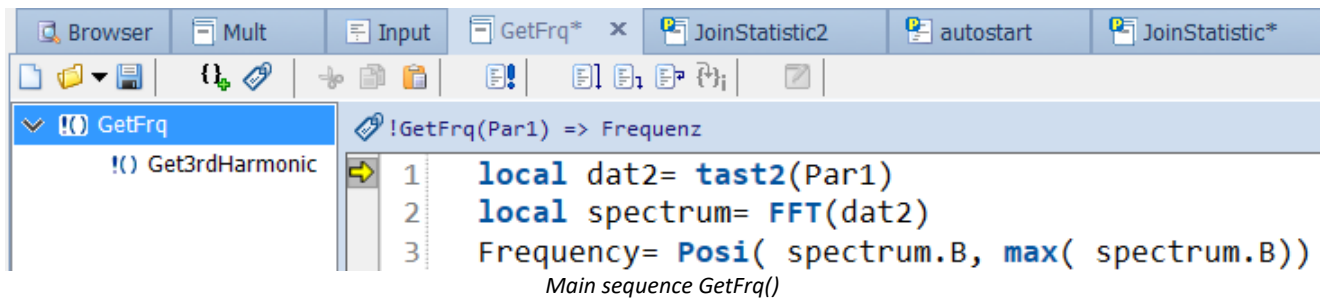 Browser Mult Input GetFrq* × JoinStatistic2 autostart JoinStatistic*
!() GetFrq
!GetFrq(Par1) => Frequenz
!() Get3rdHarmonic
1 local dat2= tast2(Par1)
2 local spectrum= FFT(dat2)
3 Frequency= Posi( spectrum.B, max( spectrum.B))
Main sequence GetFrq()